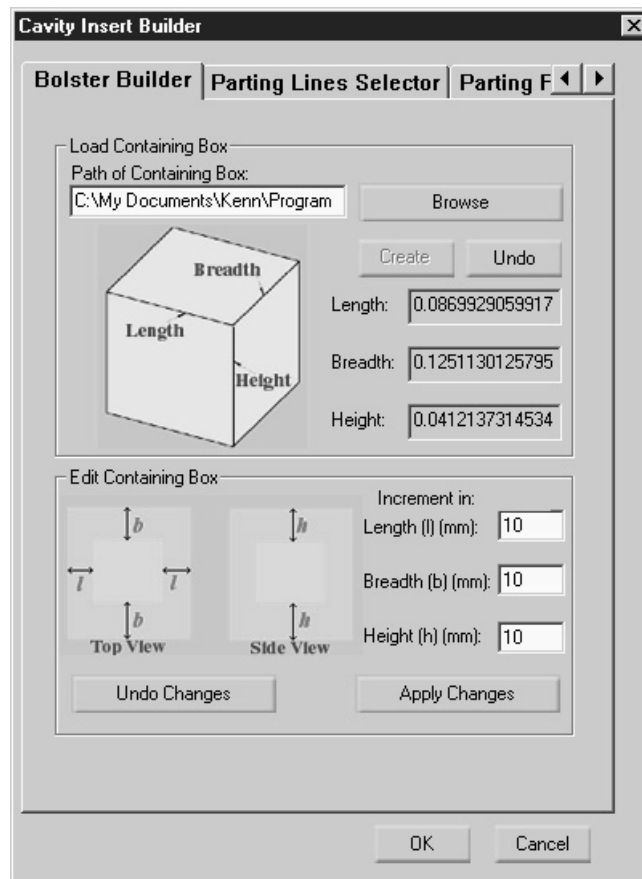 Cavity Insert Builder
Bolster Builder Parting Lines Selector Parting F
Load Containing Box
Path of Containing Box:
C:\My Documents\Kenn\Program Browse
Create Undo
Breadth
Length
Height
Length: 0.0869929059917
Breadth: 0.1251130125795
Height: 0.0412137314534
Edit Containing Box
Increment in:
b h
Length (l) (mm): 10
l l
Breadth (b) (mm): 10
b h
Top View Side View
Height (h) (mm): 10
Undo Changes Apply Changes
OK Cancel